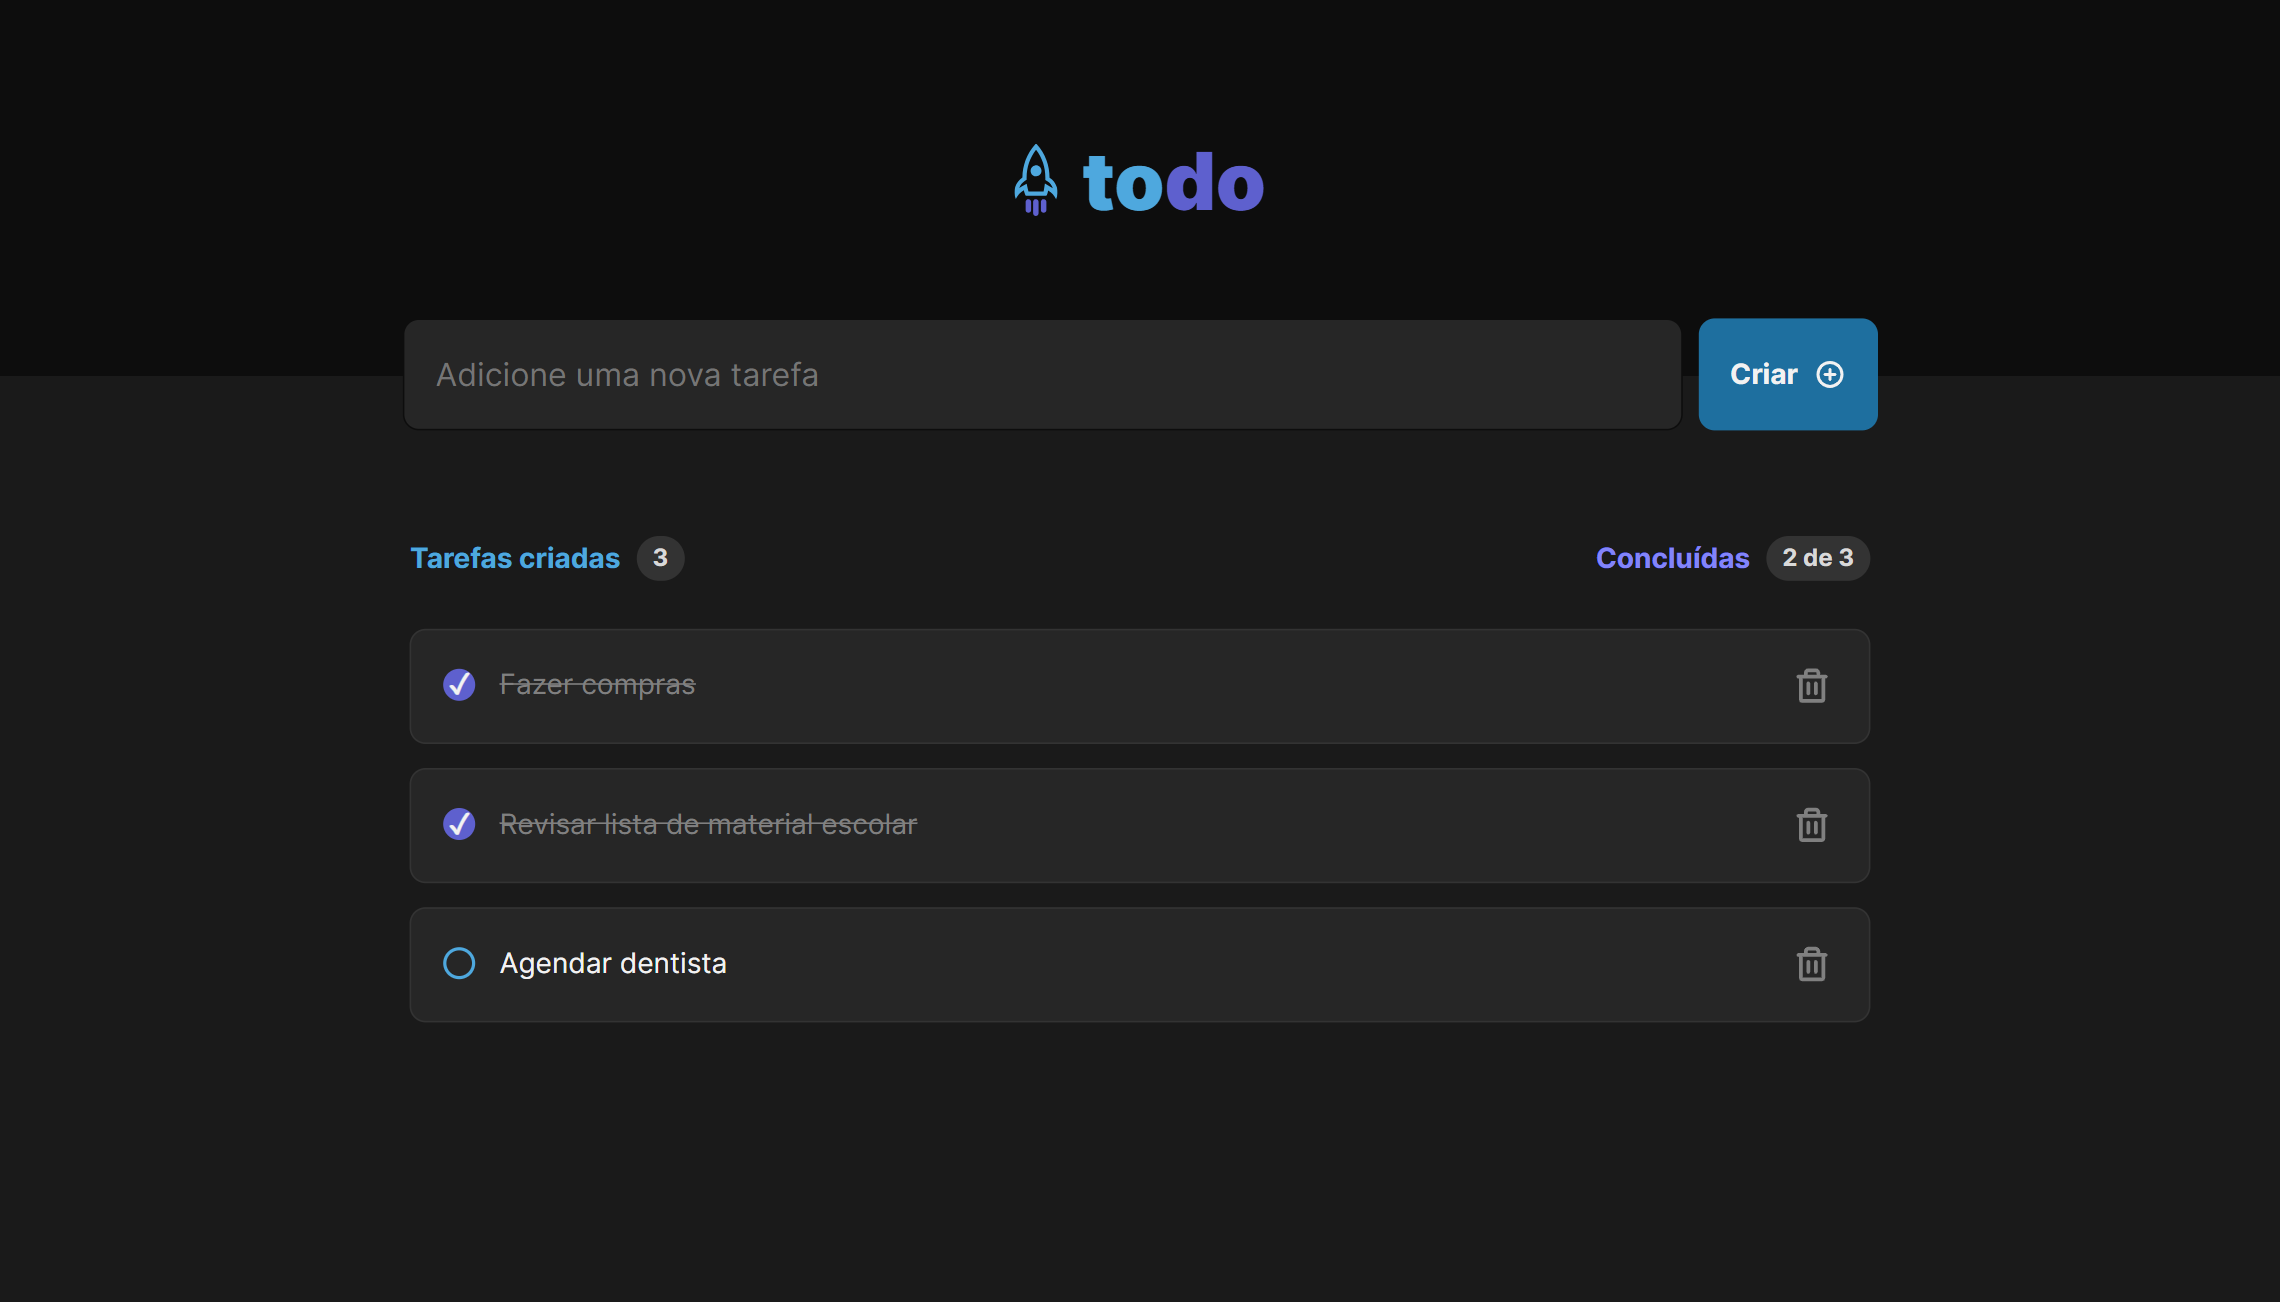 todo
Adicione uma nova tarefa
Criar
Tarefas criadas 3
Concluídas 2 de 3
Fazer compras
Revisar lista de material escolar
Agendar dentista